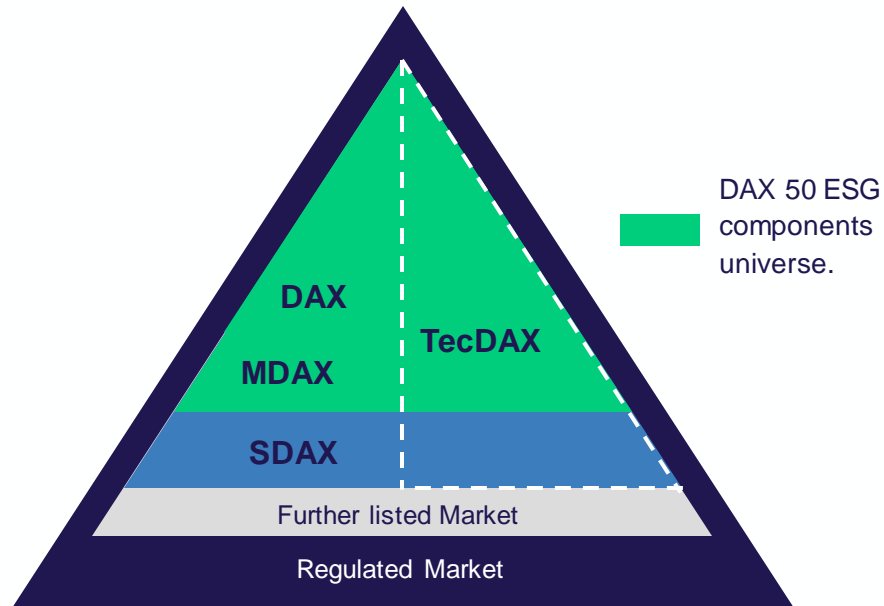 DAX
MDAX
TecDAX
SDAX
Further listed Market
Regulated Market
DAX 50 ESG
components
universe.